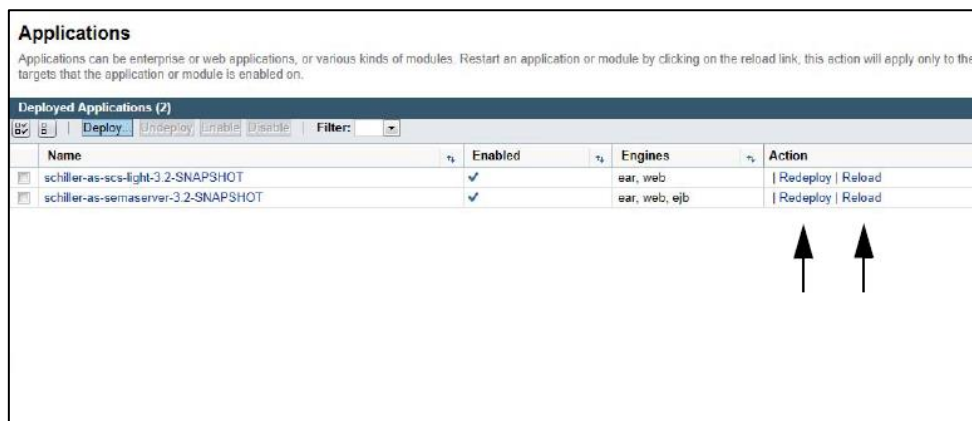 Applications
Applications can be enterprise or web applications, or various kinds of modules. Restart an application or module by clicking on the reload link, this action will apply only to the
targets that the application or module is enabled on.
Deployed Applications (2)
Deploy... Undeploy Enable Disable Filter:
Name Enabled Engines Action
schiller-as-scs-light-3.2-SNAPSHOT ear, web | Redeploy | Reload
schiller-as-semaserver-3.2-SNAPSHOT ear, web, ejb | Redeploy | Reload